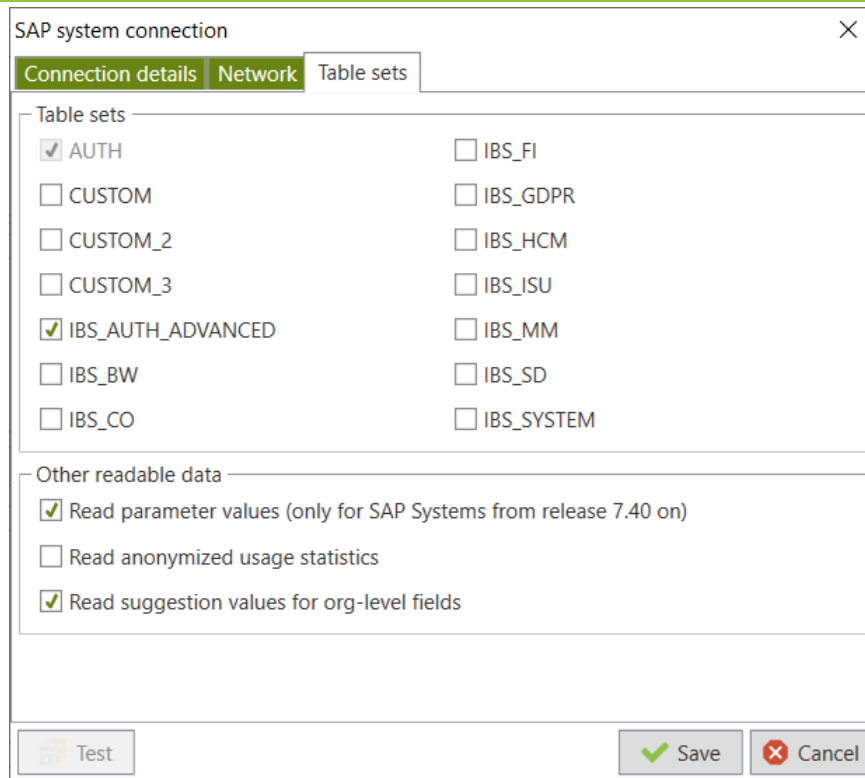 SAP system connection
Connection details Network Table sets
Table sets
AUTH
CUSTOM
CUSTOM_2
CUSTOM_3
IBS_AUTH_ADVANCED
IBS_BW
IBS_CO
IBS_FI
IBS_GDPR
IBS_HCM
IBS_ISU
IBS_MM
IBS_SD
IBS_SYSTEM
Other readable data
Read parameter values (only for SAP Systems from release 7.40 on)
Read anonymized usage statistics
Read suggestion values for org-level fields
Test Save Cancel